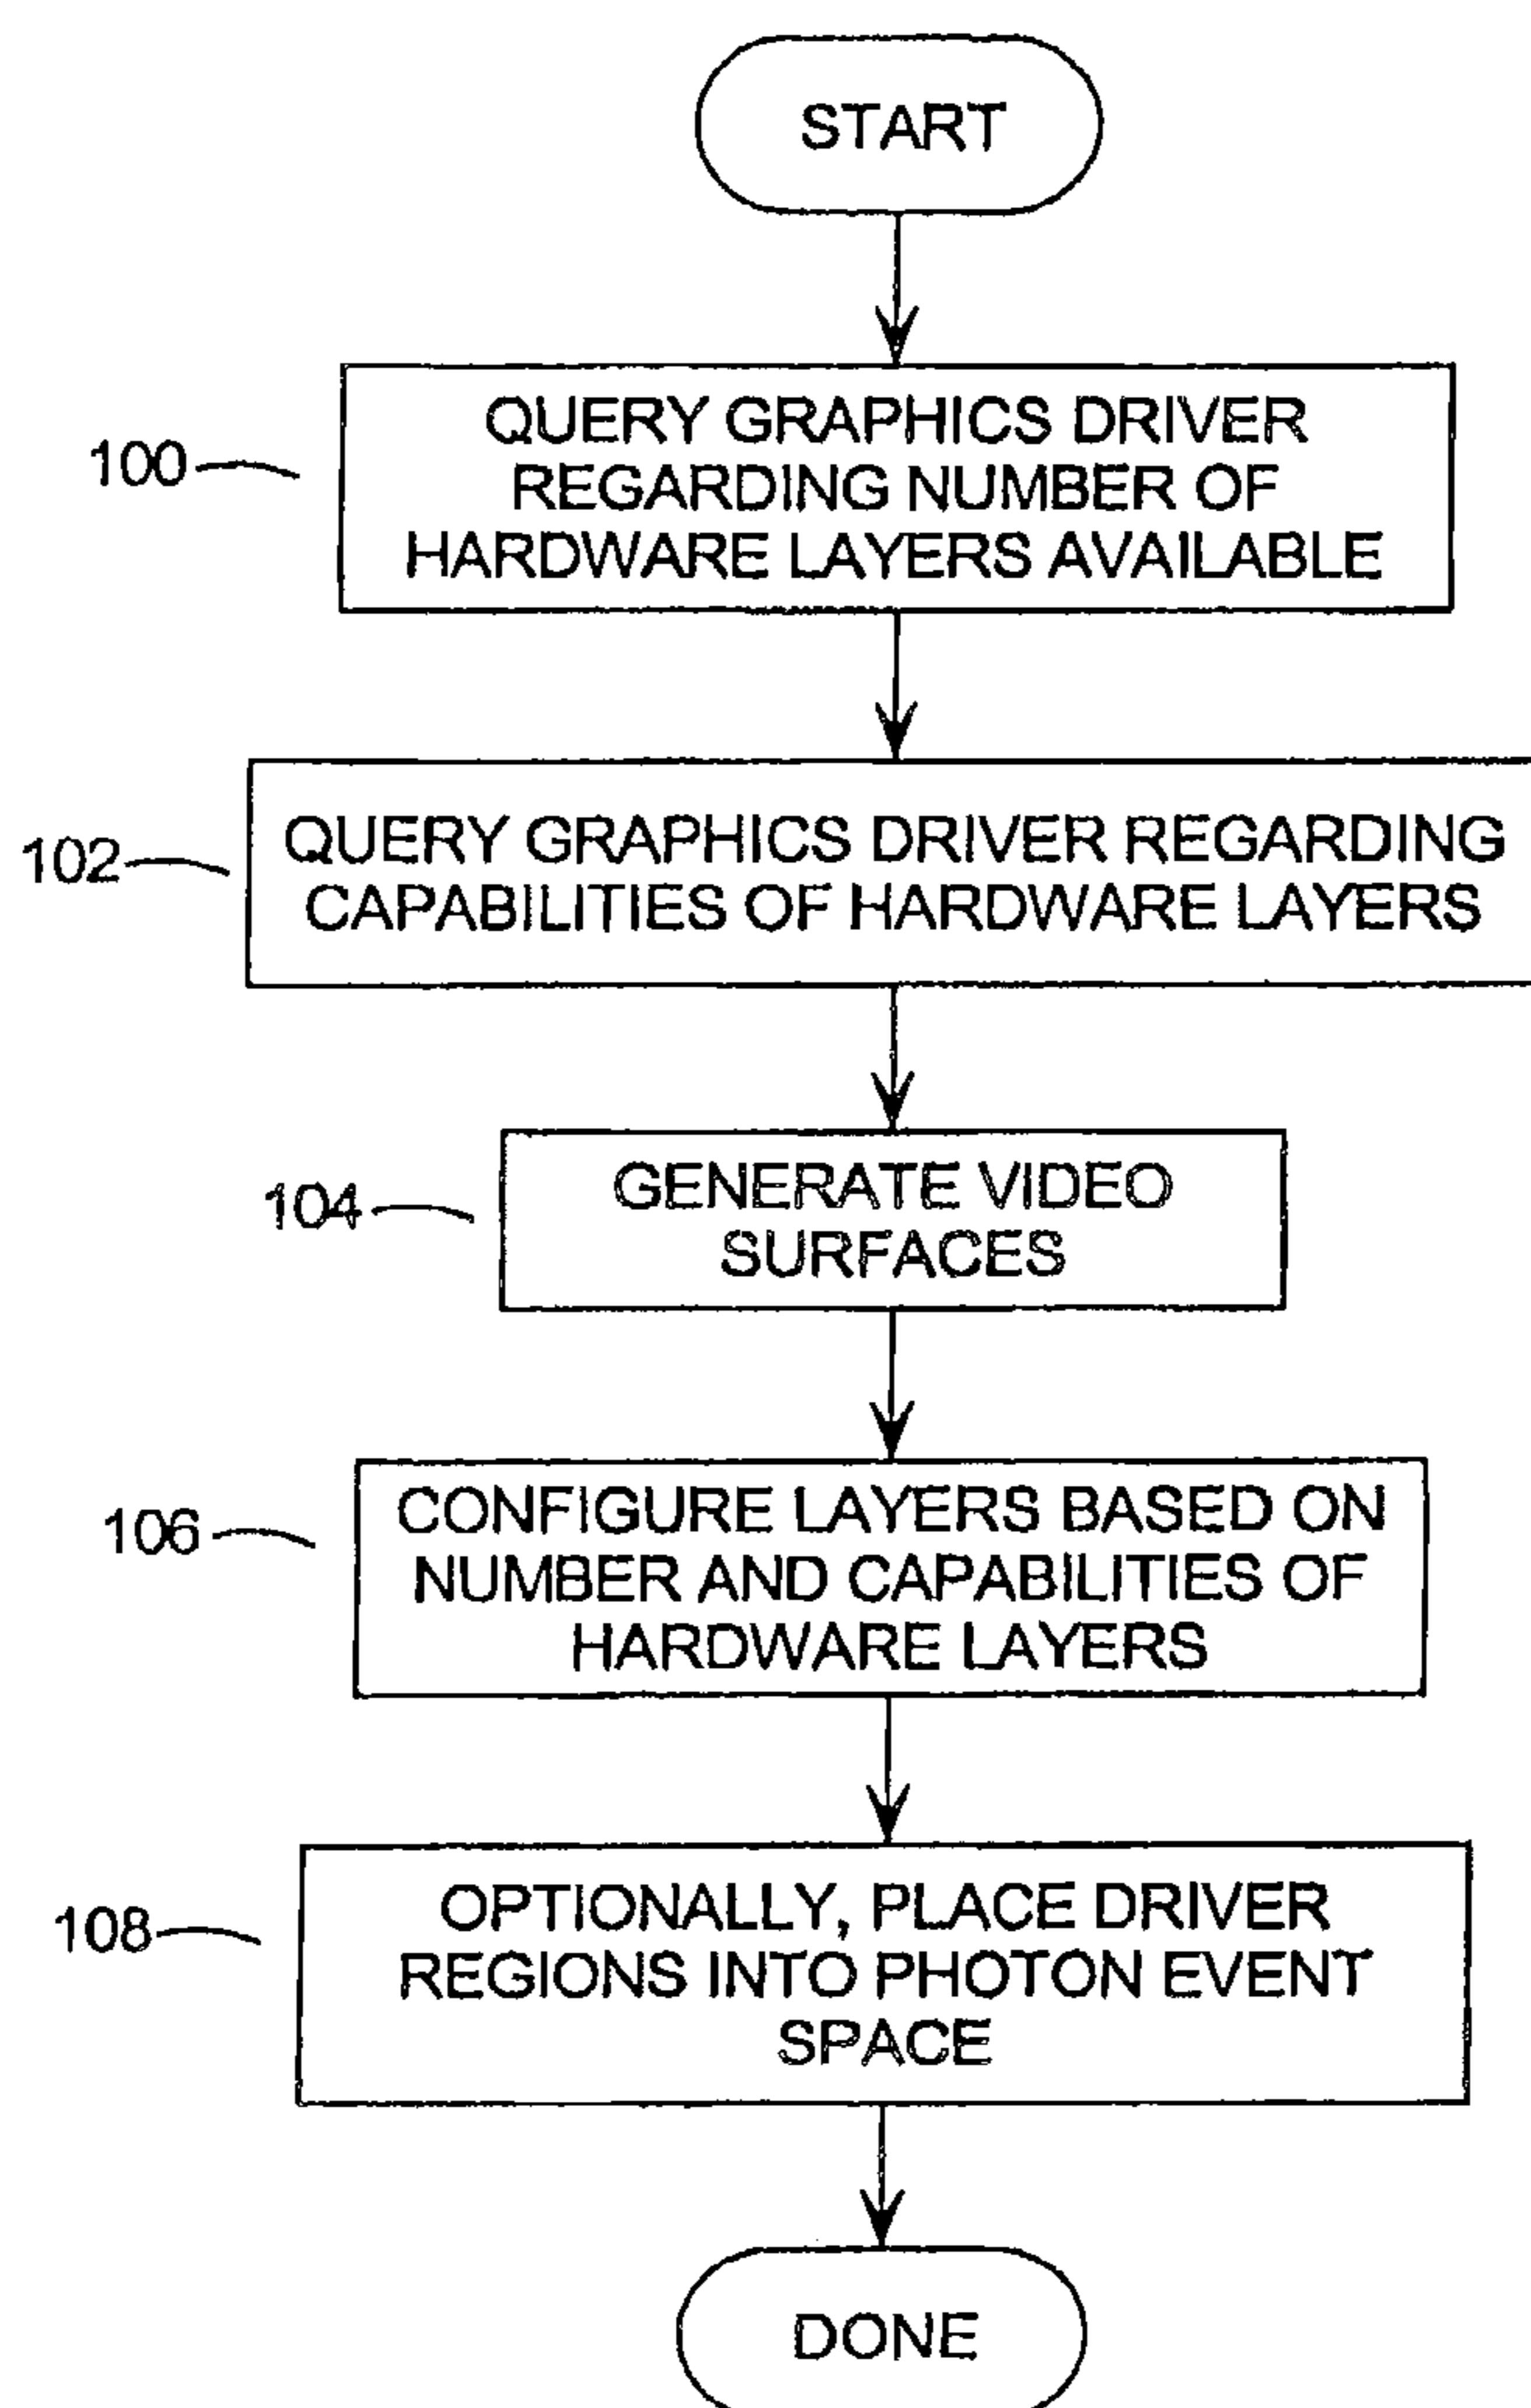 START
100
QUERY GRAPHICS DRIVER
REGARDING NUMBER OF
HARDWARE LAYERS AVAILABLE
102
QUERY GRAPHICS DRIVER REGARDING
CAPABILITIES OF HARDWARE LAYERS
104
GENERATE VIDEO
SURFACES
106
CONFIGURE LAYERS BASED ON
NUMBER AND CAPABILITIES OF
HARDWARE LAYERS
108
OPTIONALLY, PLACE DRIVER
REGIONS INTO PHOTON EVENT
SPACE
DONE